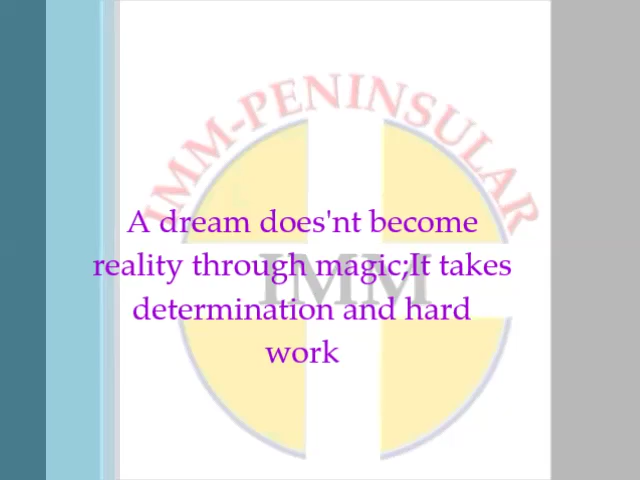 IMM-PENINSULAR
A dream does'nt become
reality through magic;It takes
IMM
determination and hard
work